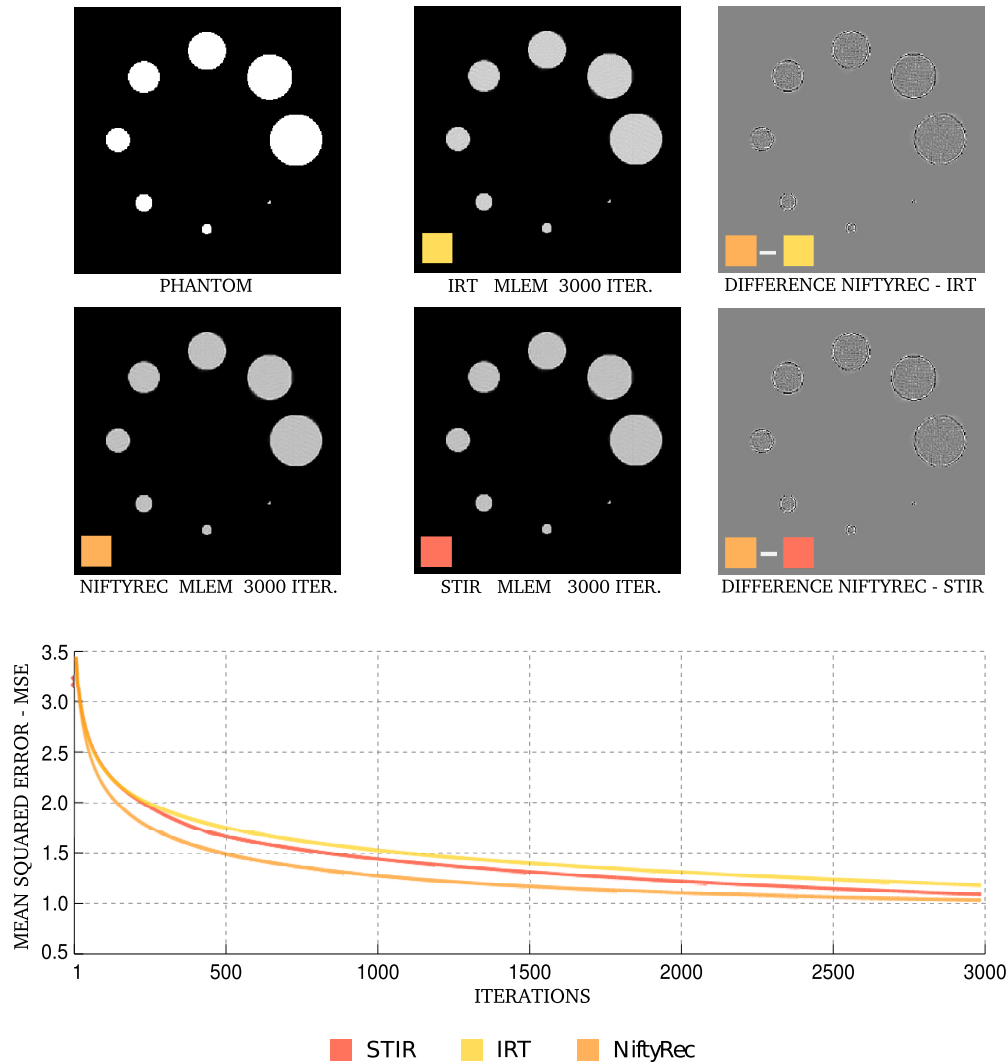 PHANTOM
IRT MLEM 3000 ITER.
DIFFERENCE NIFTYREC - IRT
NIFTYREC MLEM 3000 ITER.
STIR MLEM 3000 ITER.
DIFFERENCE NIFTYREC - STIR
MEAN SQUARED ERROR - MSE
3.5
3.0
2.5
2.0
1.5
1.0
0.5
1
500
1000
1500
2000
2500
3000
ITERATIONS
STIR
IRT
NiftyRec